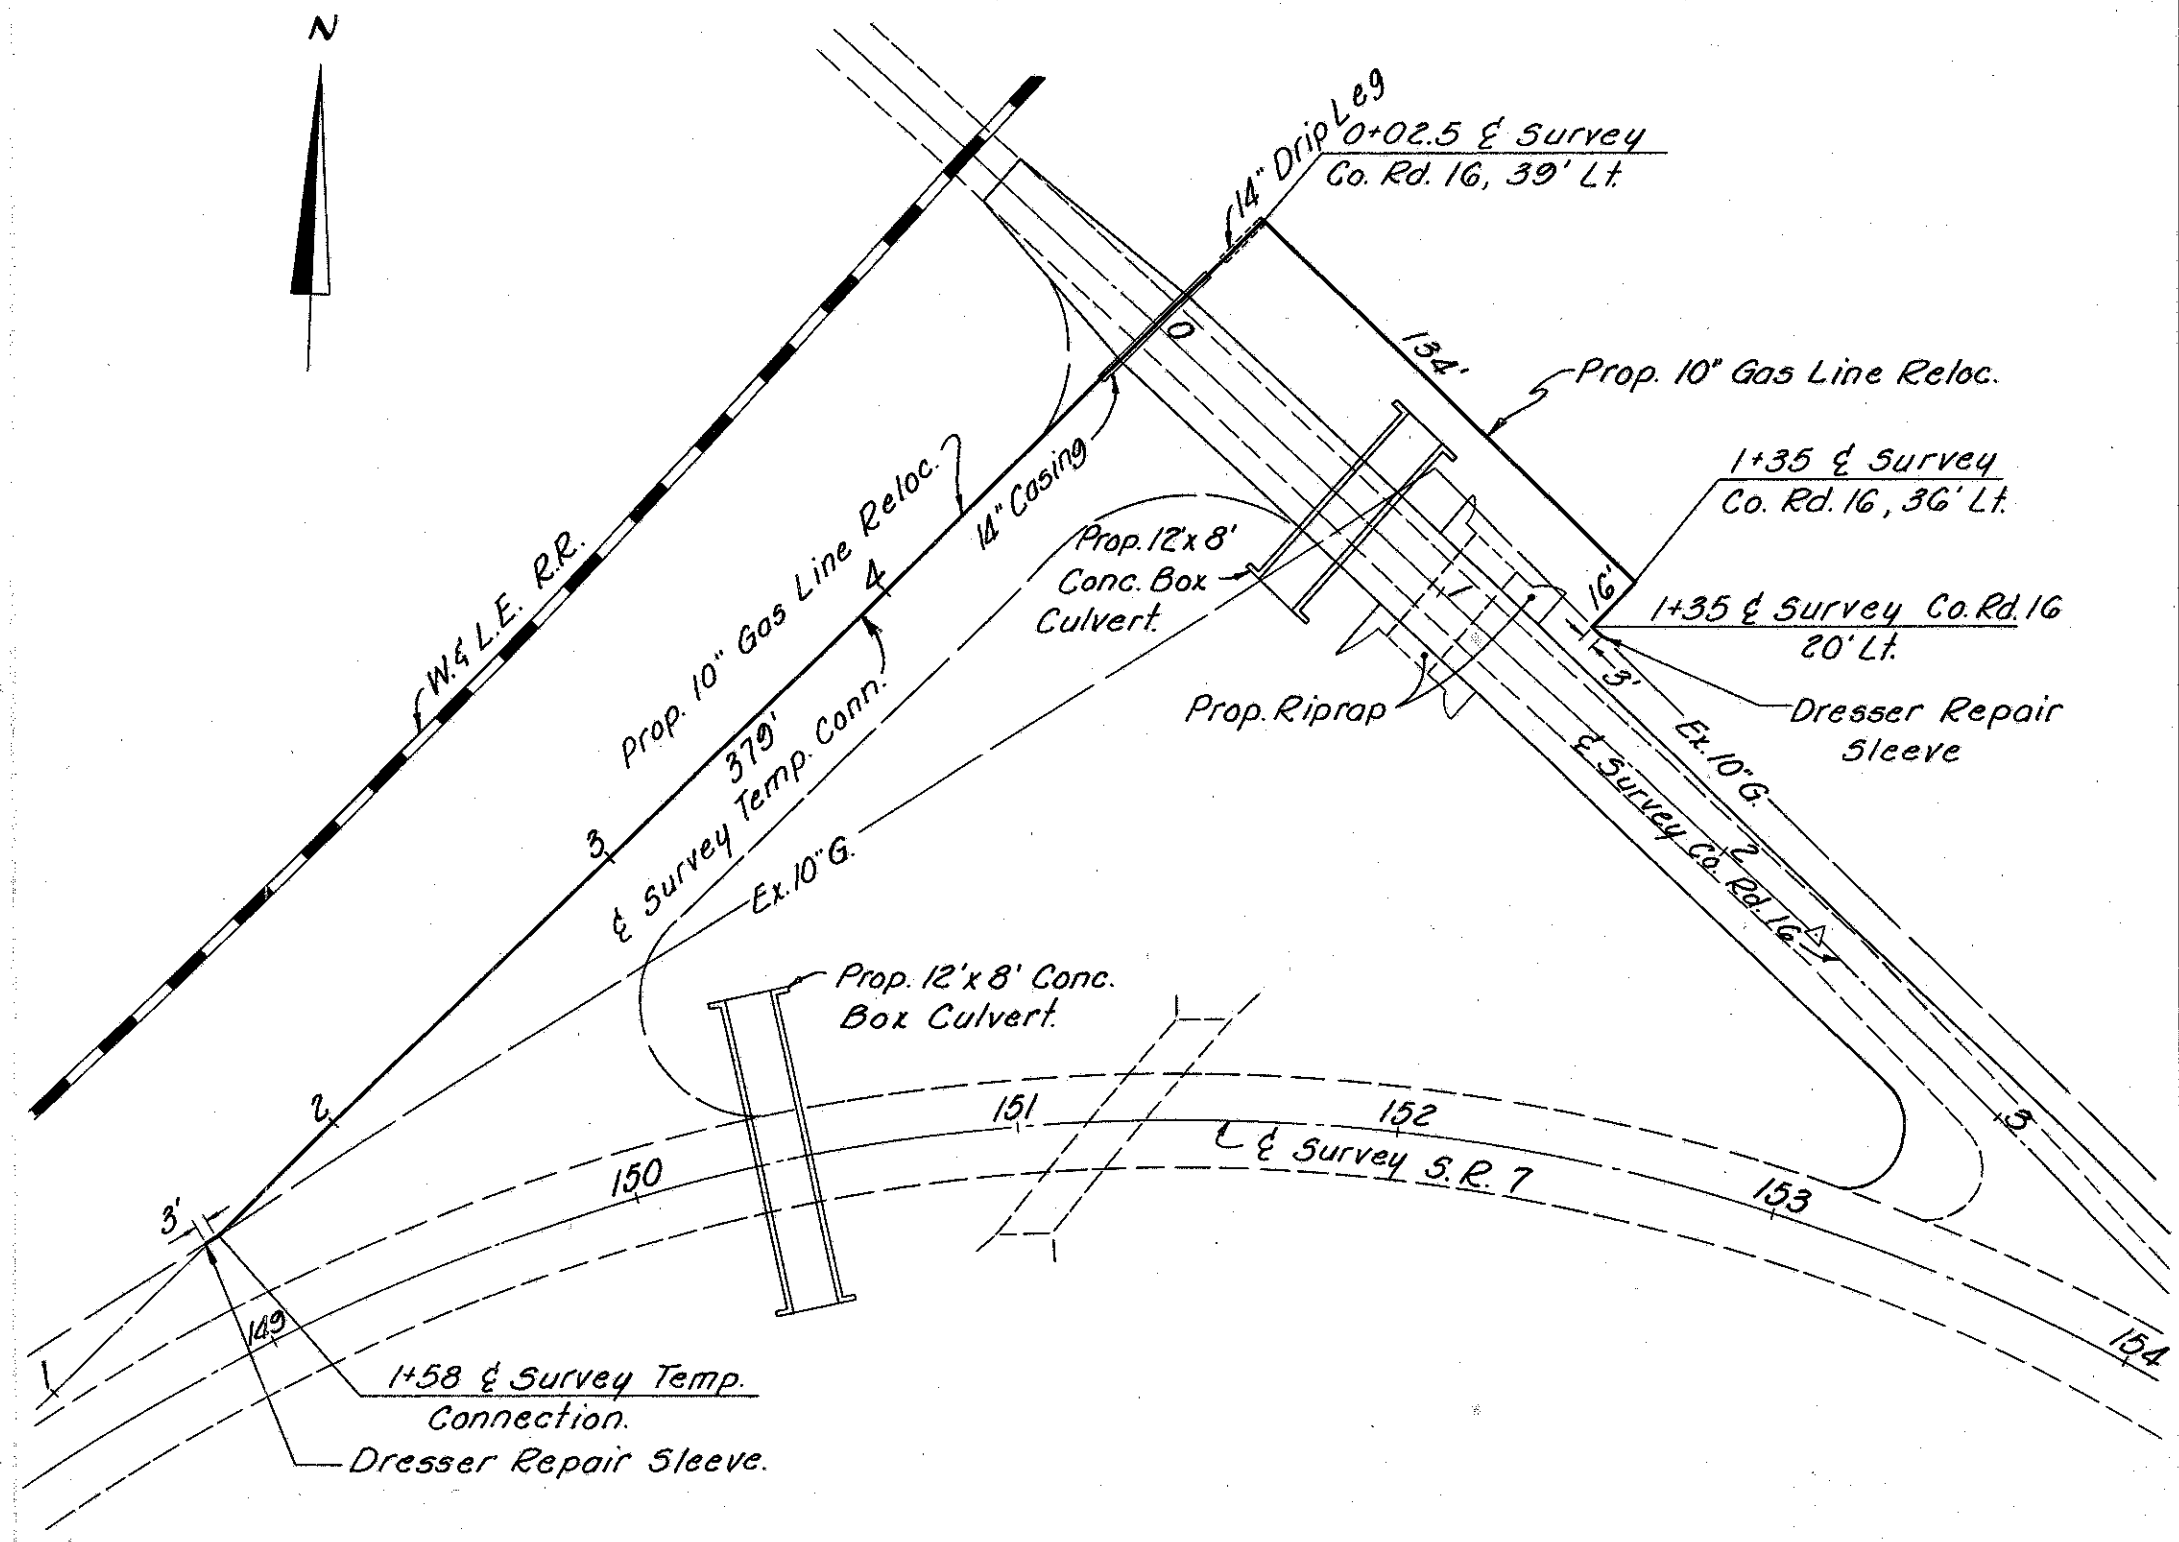 N
14" Drip Leg
0+02.5 ℄ Survey
Co. Rd. 16, 39' Lt.
0
134'
Prop. 10" Gas Line Reloc.
1+35 ℄ Survey
Co. Rd. 16, 36' Lt.
16'
1+35 ℄ Survey Co. Rd. 16
20' Lt.
3'
Dresser Repair
Sleeve
14" Casing
Prop. 10" Gas Line Reloc.
W. & L.E. R.R.
4
Prop. 12'x 8'
Conc. Box
Culvert.
1
Prop. Riprap
Ex. 10" G.
℄ Survey Co. Rd. 16
2
3
379'
℄ Survey Temp. Conn.
3
Ex. 10" G.
Prop. 12'x 8' Conc.
Box Culvert.
2
151
152
℄ Survey S.R. 7
150
153
3'
149
154
1
1+58 ℄ Survey Temp.
Connection.
Dresser Repair Sleeve.